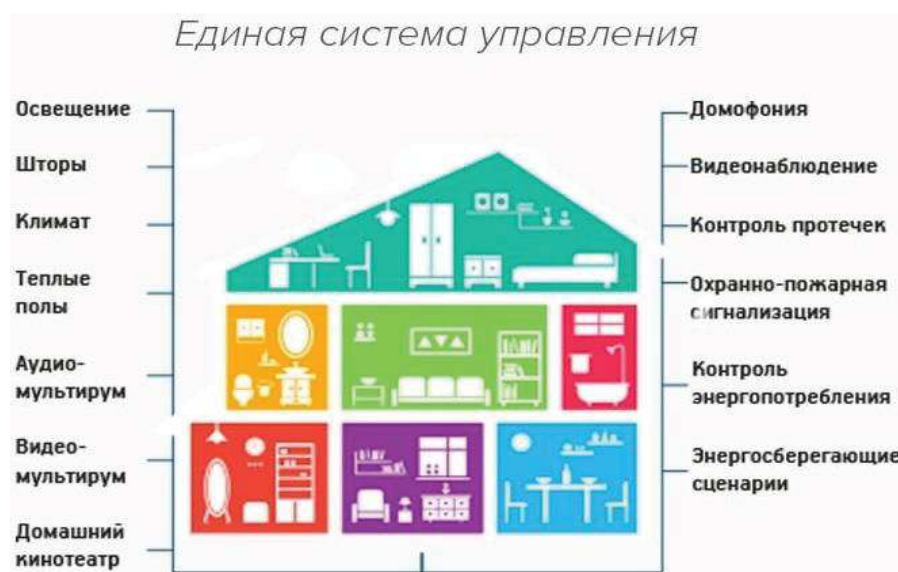 Единая система управления
Освещение
Шторы
Климат
Теплые
полы
Аудио-
мультирум
Видео-
мультирум
Домашний
кинотеатр
Домофония
Видеонаблюдение
Контроль протечек
Охранно-пожарная
сигнализация
Контроль
энергопотребления
Энергосберегающие
сценарии